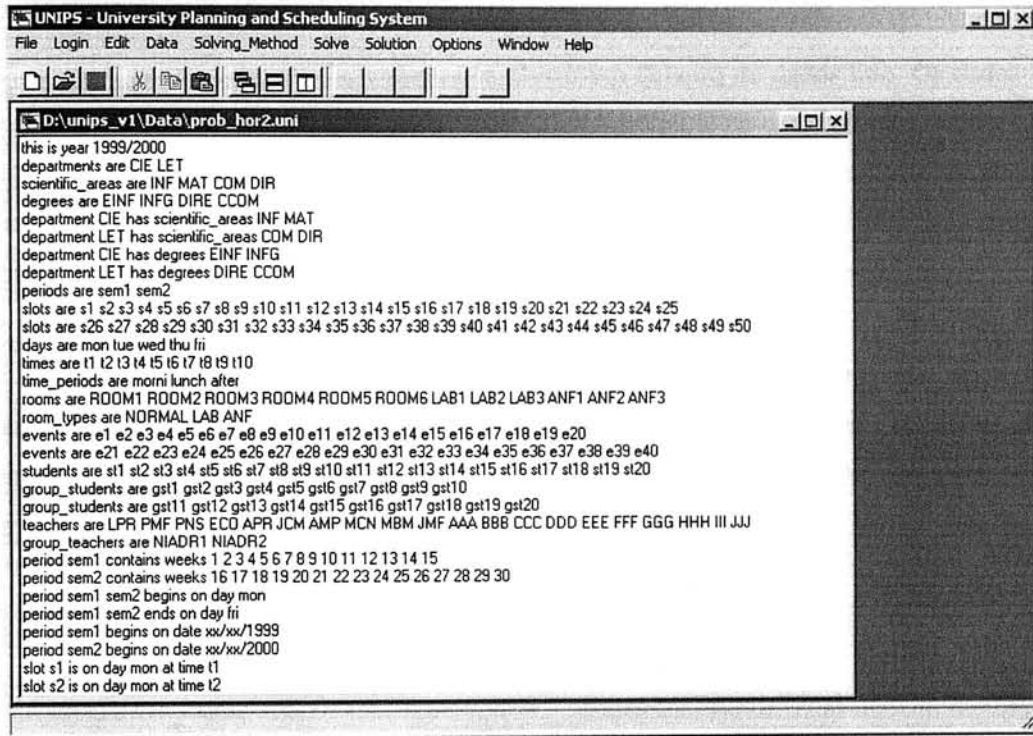 UNIPS - University Planning and Scheduling System
File Login Edit Data Solving_Method Solve Solution Options Window Help
D:\unips_v1\Data\prob_hor2.uni
this is year 1999/2000
departments are CIE LET
scientific_areas are INF MAT COM DIR
degrees are EINF INFG DIRE CCOM
department CIE has scientific_areas INF MAT
department LET has scientific_areas COM DIR
department CIE has degrees EINF INFG
department LET has degrees DIRE CCOM
periods are sem1 sem2
slots are s1 s2 s3 s4 s5 s6 s7 s8 s9 s10 s11 s12 s13 s14 s15 s16 s17 s18 s19 s20 s21 s22 s23 s24 s25
slots are s26 s27 s28 s29 s30 s31 s32 s33 s34 s35 s36 s37 s38 s39 s40 s41 s42 s43 s44 s45 s46 s47 s48 s49 s50
days are mon tue wed thu fri
times are t1 t2 t3 t4 t5 t6 t7 t8 t9 t10
time_periods are morni lunch after
rooms are ROOM1 ROOM2 ROOM3 ROOM4 ROOM5 ROOM6 LAB1 LAB2 LAB3 ANF1 ANF2 ANF3
room_types are NORMAL LAB ANF
events are e1 e2 e3 e4 e5 e6 e7 e8 e9 e10 e11 e12 e13 e14 e15 e16 e17 e18 e19 e20
events are e21 e22 e23 e24 e25 e26 e27 e28 e29 e30 e31 e32 e33 e34 e35 e36 e37 e38 e39 e40
students are st1 st2 st3 st4 st5 st6 st7 st8 st9 st10 st11 st12 st13 st14 st15 st16 st17 st18 st19 st20
group_students are gst1 gst2 gst3 gst4 gst5 gst6 gst7 gst8 gst9 gst10
group_students are gst11 gst12 gst13 gst14 gst15 gst16 gst17 gst18 gst19 gst20
teachers are LPR PMF PNS ECO APR JCM AMP MCN MBM JMF AAA BBB CCC DDD EEE FFF GGG HHH III JJJ
group_teachers are NIADR1 NIADR2
period sem1 contains weeks 1 2 3 4 5 6 7 8 9 10 11 12 13 14 15
period sem2 contains weeks 16 17 18 19 20 21 22 23 24 25 26 27 28 29 30
period sem1 sem2 begins on day mon
period sem1 sem2 ends on day fri
period sem1 begins on date xx/xx/1999
period sem2 begins on date xx/xx/2000
slot s1 is on day mon at time t1
slot s2 is on day mon at time t2